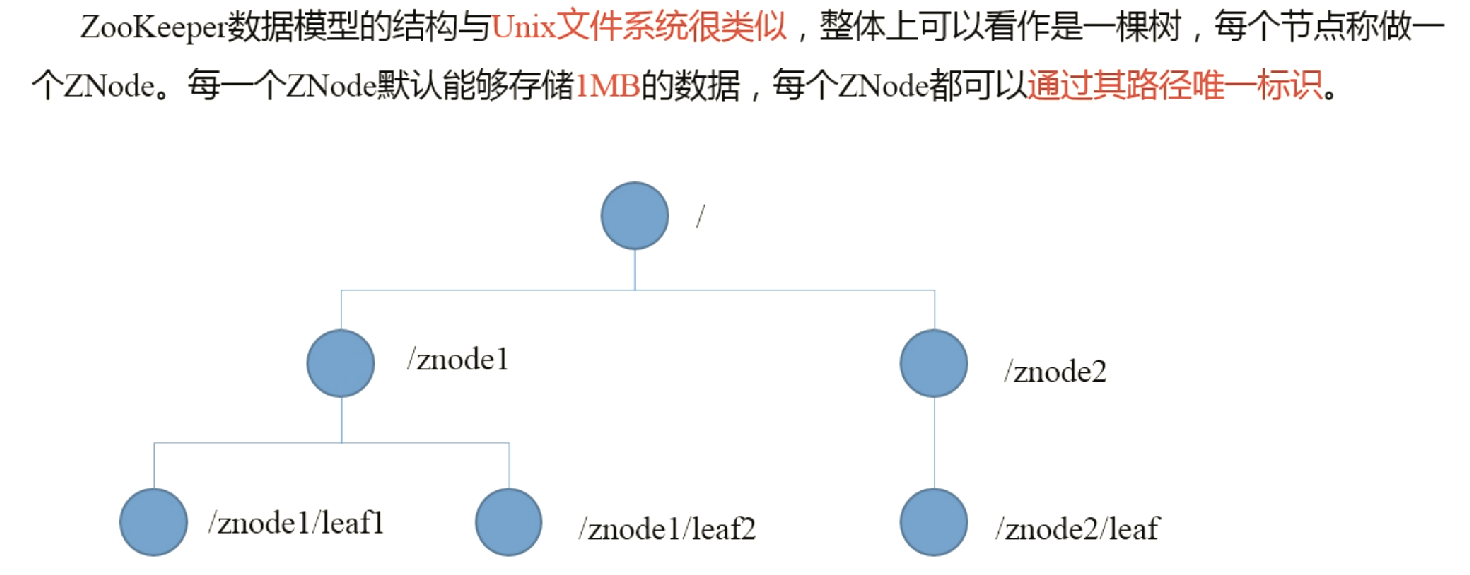 ZooKeeper数据模型的结构与Unix文件系统很类似，整体上可以看作是一棵树，每个节点称做一
个ZNode。每一个ZNode默认能够存储1MB的数据，每个ZNode都可以通过其路径唯一标识。
/
/znode1
/znode2
/znode1/leaf1
/znode1/leaf2
/znode2/leaf